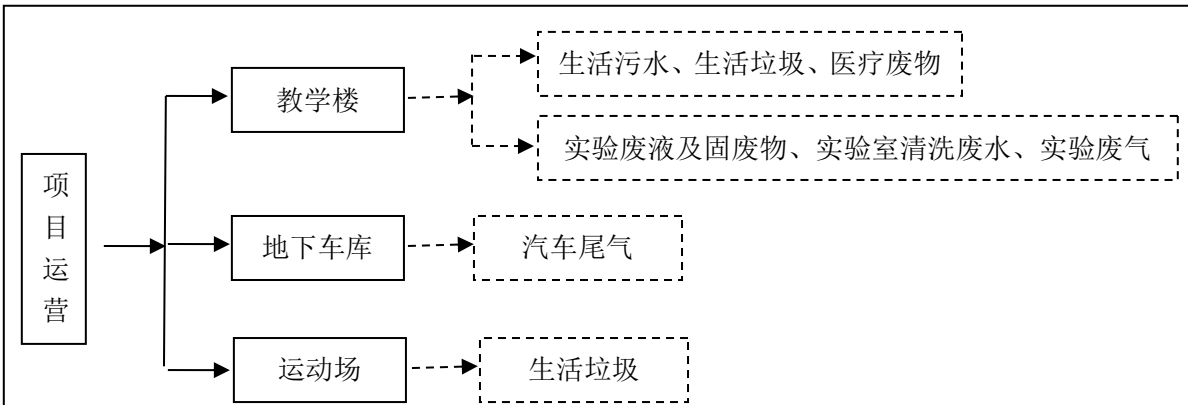 项目运营
教学楼
生活污水、生活垃圾、医疗废物
实验废液及固废物、实验室清洗废水、实验废气
地下车库
汽车尾气
运动场
生活垃圾